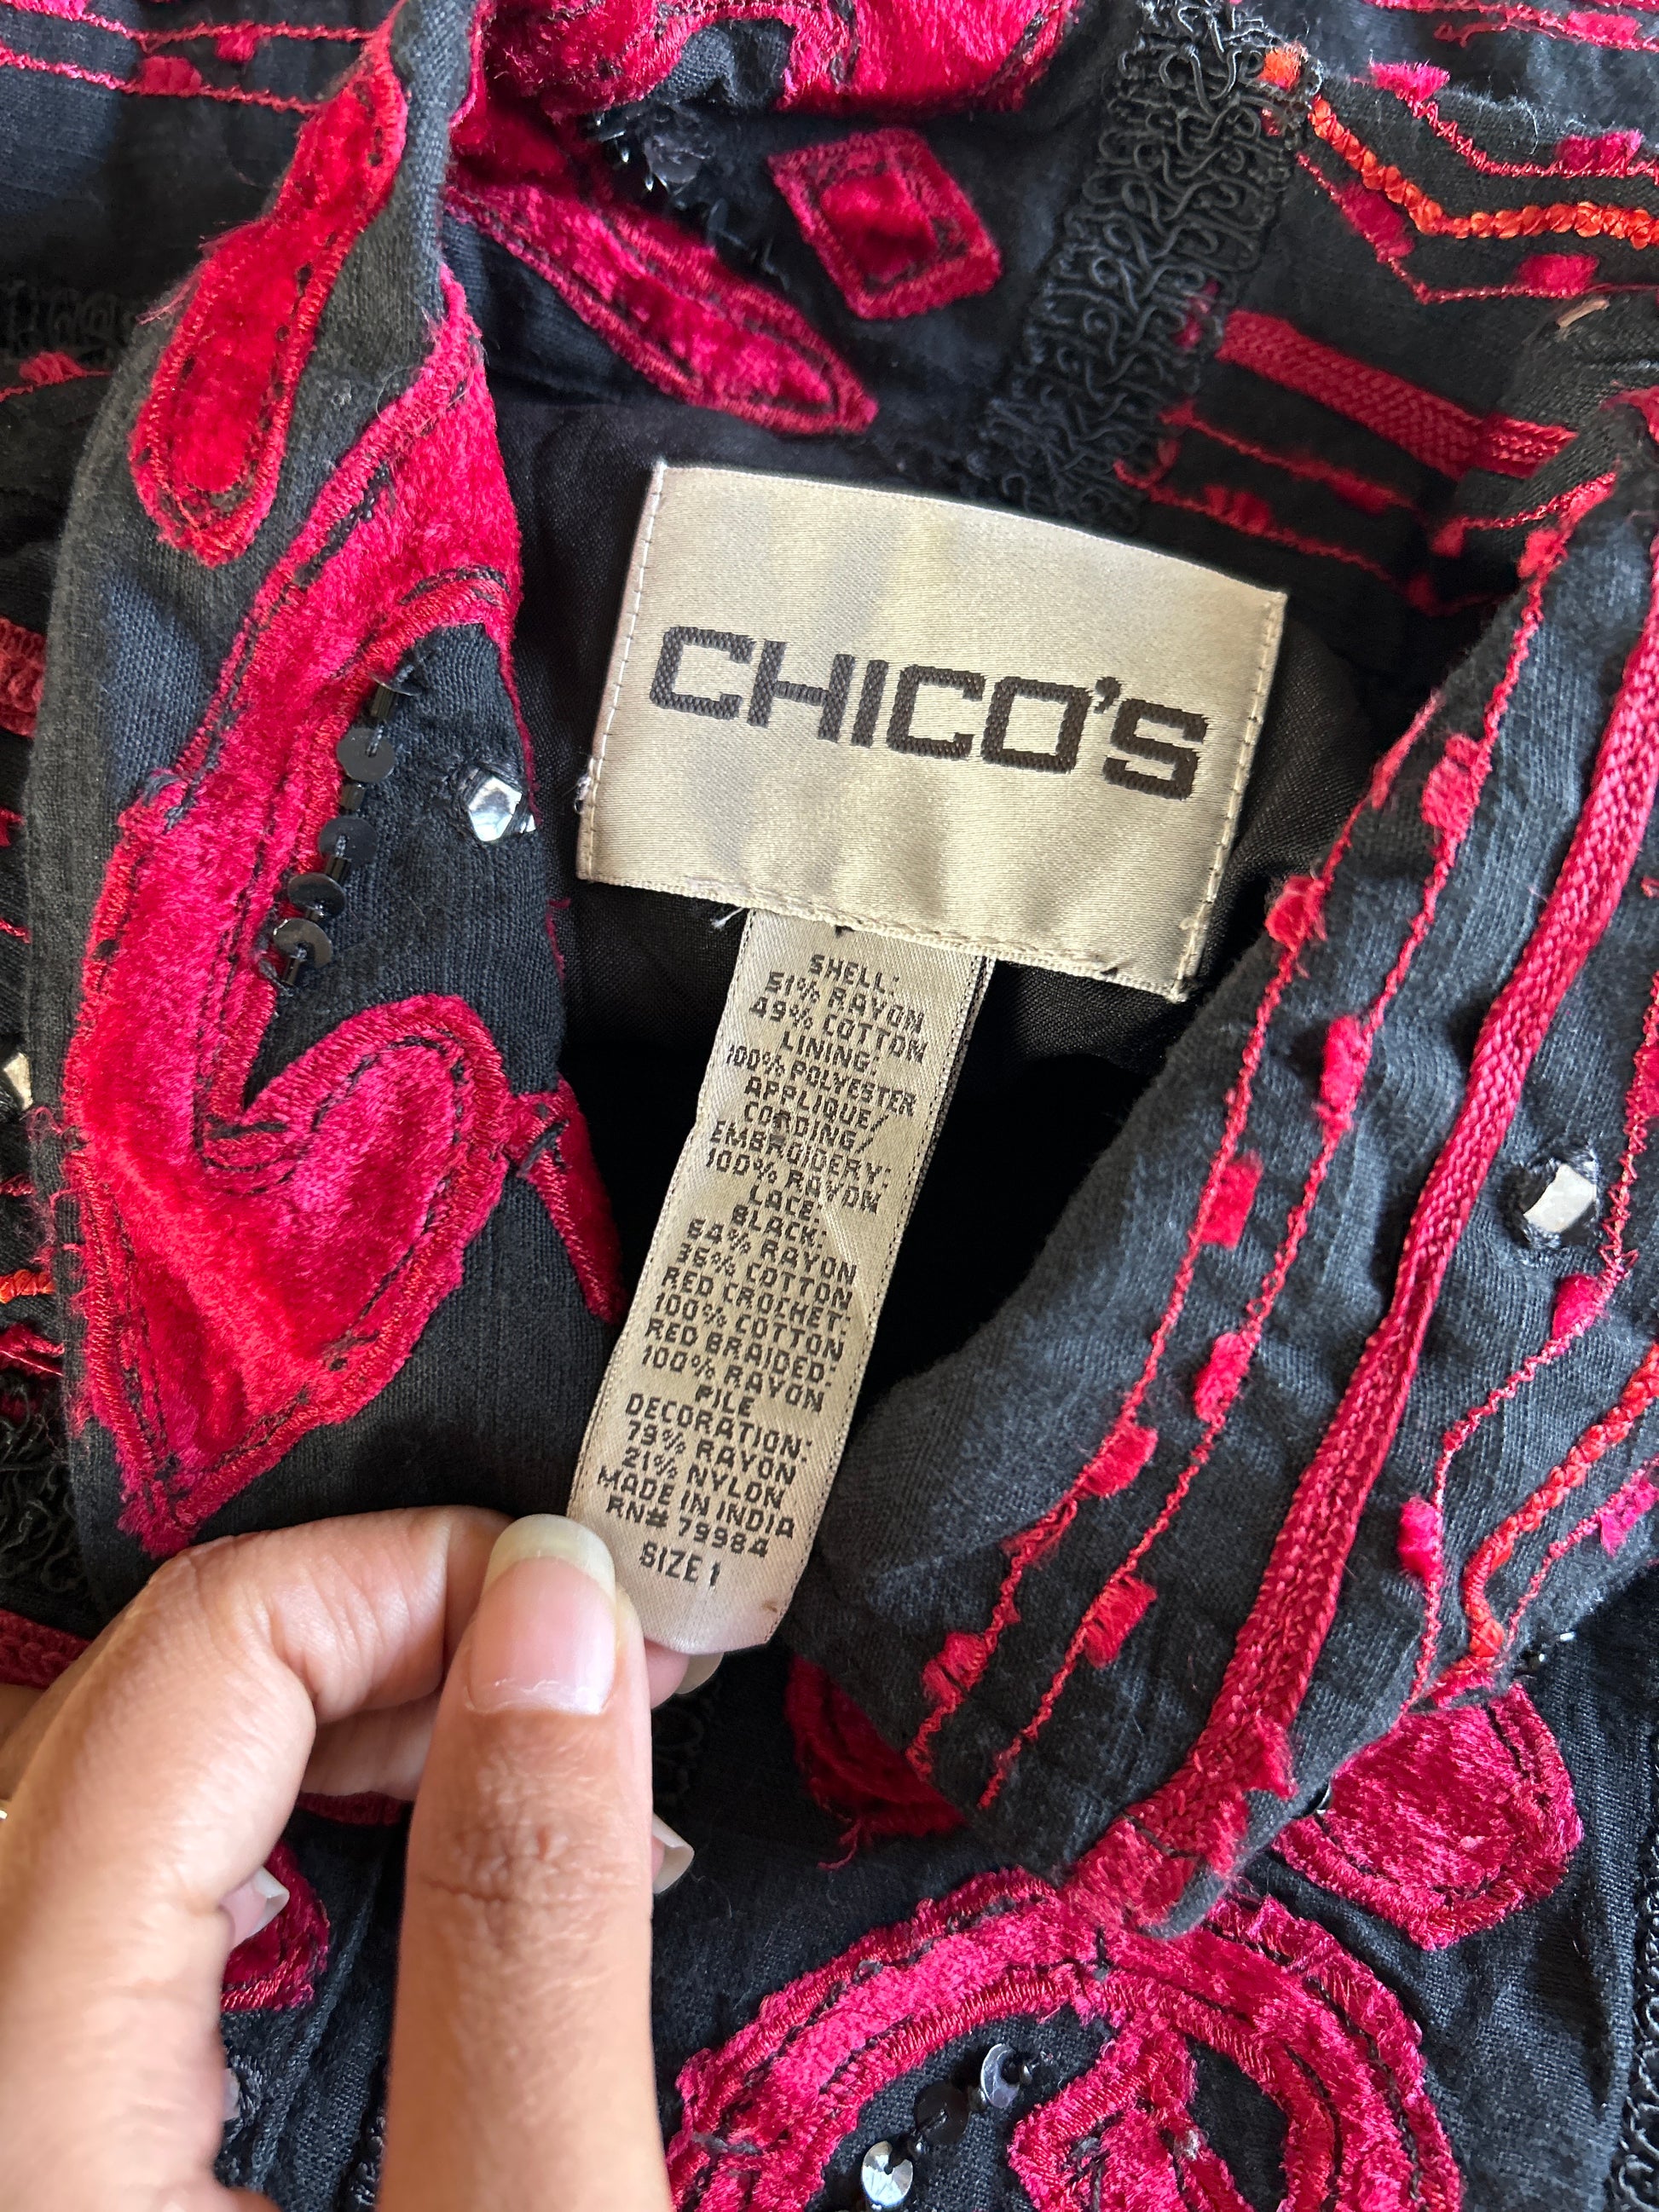 CHICO'S
SHELL:
51% RAYON
49% COTTON
LINING:
100% POLYESTER
APPLIQUE/
CORDING/
EMBROIDERY:
100% RAYON
LACE:
BLACK:
64% RAYON
36% COTTON
RED CROCHET:
100% COTTON
RED BRAIDED:
100% RAYON
PILE
DECORATION:
79% RAYON
21% NYLON
MADE IN INDIA
RN# 79984
SIZE 1